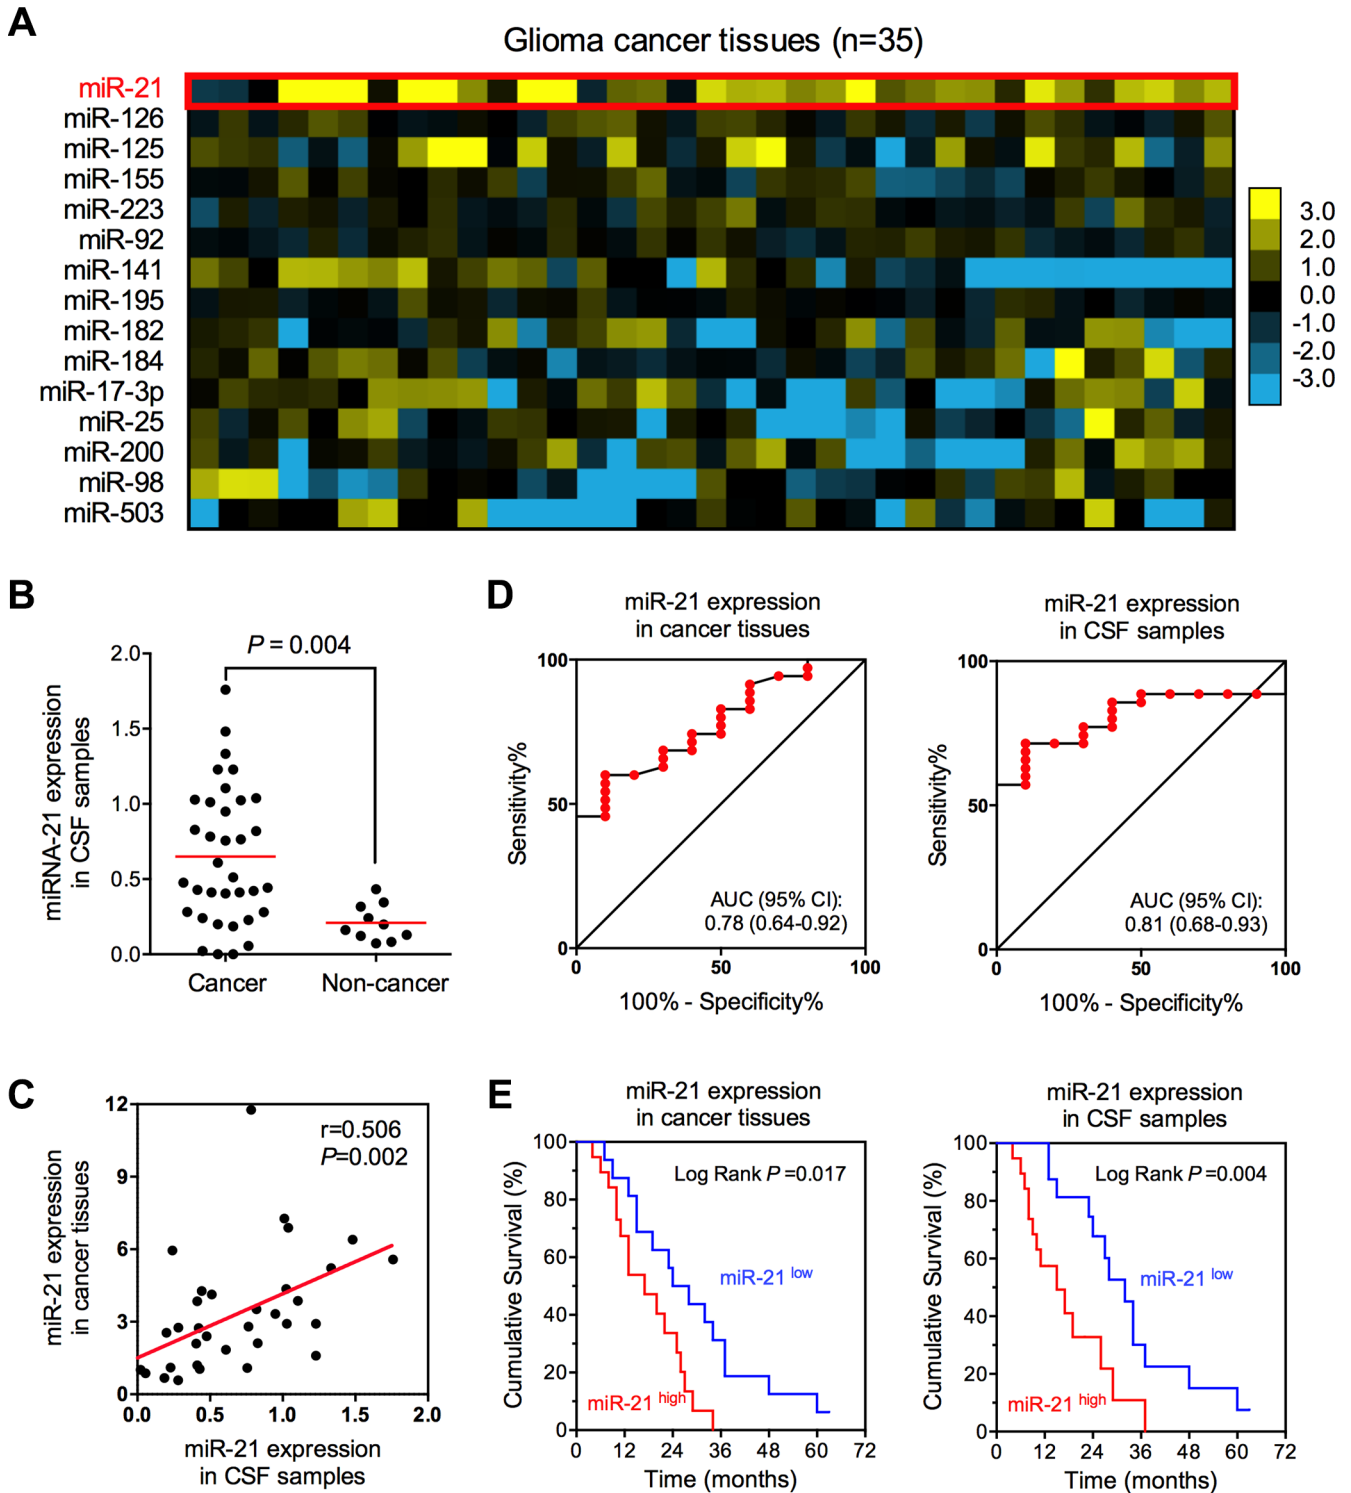 A
Glioma cancer tissues (n=35)
miR-21
miR-126
miR-125
miR-155
miR-223
miR-92
miR-141
miR-195
miR-182
miR-184
miR-17-3p
miR-25
miR-200
miR-98
miR-503
3.0
2.0
1.0
0.0
-1.0
-2.0
-3.0
B
P = 0.004
miRNA-21 expression
in CSF samples
2.0
1.5
1.0
0.5
0.0
Cancer
Non-cancer
D
miR-21 expression
in cancer tissues
Sensitivity%
100
50
0
AUC (95% CI):
0.78 (0.64-0.92)
0
50
100
100% - Specificity%
miR-21 expression
in CSF samples
Sensitivity%
100
50
0
AUC (95% CI):
0.81 (0.68-0.93)
0
50
100
100% - Specificity%
C
miR-21 expression
in cancer tissues
12
9
6
3
0
r=0.506
P=0.002
0.0
0.5
1.0
1.5
2.0
miR-21 expression
in CSF samples
E
miR-21 expression
in cancer tissues
Cumulative Survival (%)
100
80
60
40
20
0
Log Rank P =0.017
miR-21 low
miR-21 high
0
12
24
36
48
60
72
Time (months)
miR-21 expression
in CSF samples
Cumulative Survival (%)
100
80
60
40
20
0
Log Rank P =0.004
miR-21 low
miR-21 high
0
12
24
36
48
60
72
Time (months)